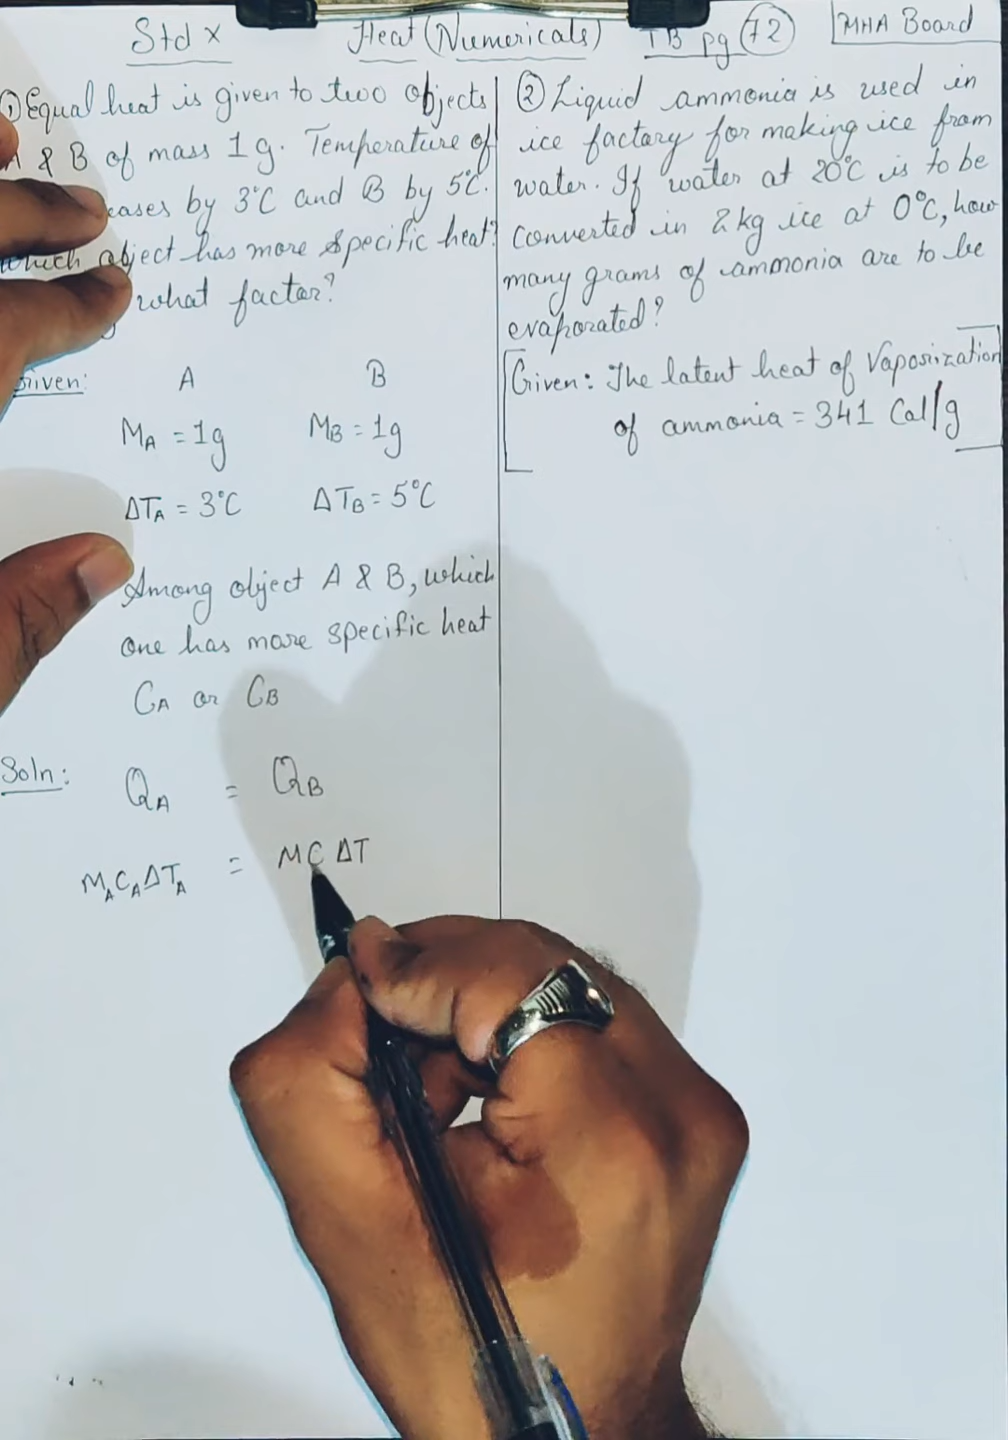 Std X Heat (Numericals) TB pg 72 MHA Board
① Equal heat is given to two objects
A & B of mass 1g. Temperature of
eases by 3°C and B by 5°C.
which object has more specific heat?
what factor?
Given: A B
MA = 1g MB = 1g
ΔTA = 3°C ΔTB = 5°C
Among object A & B, which
one has more specific heat
CA or CB
Soln: QA = QB
MACAΔTA = MCΔT
② Liquid ammonia is used in
ice factory for making ice from
water. If water at 20°C is to be
converted in 2 kg ice at 0°C, how
many grams of ammonia are to be
evaporated?
[Given: The latent heat of Vaporization
of ammonia = 341 Cal/g]